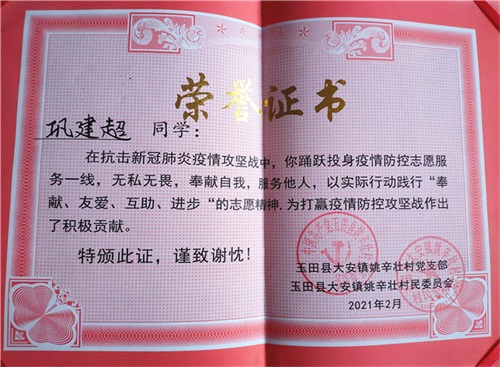 荣誉证书
巩建超 同学：
在抗击新冠肺炎疫情攻坚战中，你踊跃投身疫情防控志愿服
务一线，无私无畏，奉献自我，服务他人，以实际行动践行“奉
献、友爱、互助、进步“的志愿精神.为打赢疫情防控攻坚战作出
了积极贡献。
特颁此证，谨致谢忱！
玉田县大安镇姚辛壮村党支部
玉田县大安镇姚辛壮村民委员会
2021年2月